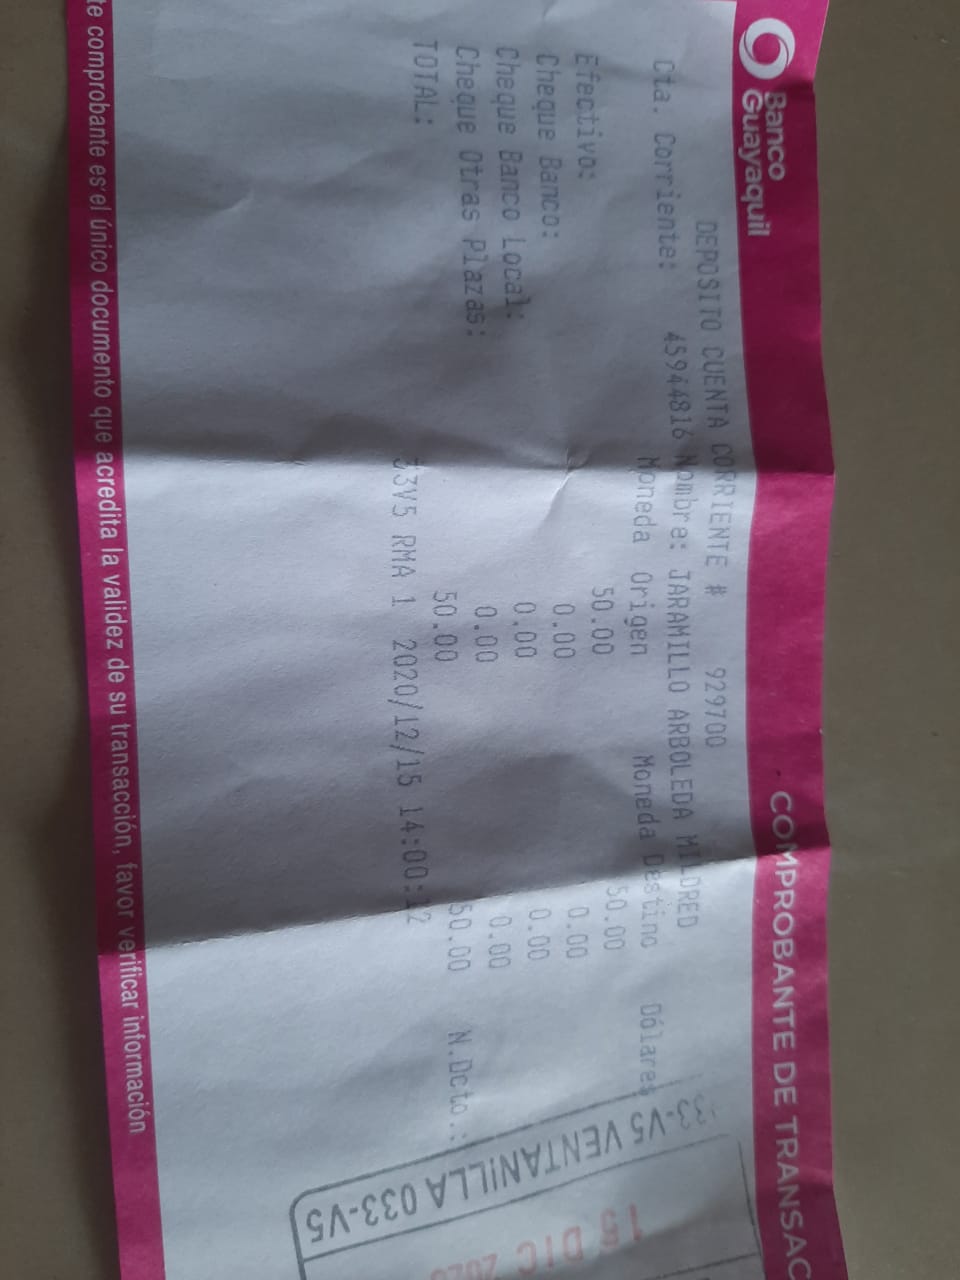 Banco
Guayaquil
COMPROBANTE DE TRANSAC
DEPOSITO CUENTA CORRIENTE # 929700
Cta. Corriente: 45944816 Nombre: JARAMILLO ARBOLEDA MILDRED
Moneda Origen Moneda Destino Dólares
Efectivo: 50.00 50.00
Cheque Banco: 0.00 0.00
Cheque Banco Local: 0.00 0.00
Cheque Otras Plazas: 0.00 0.00
TOTAL: 50.00 50.00 N.Dcto.:
33V5 RMA 1 2020/12/15 14:00:12
33-V5 VENTANILLA 033-V5
15 DIC 2020
te comprobante es el único documento que acredita la validez de su transacción, favor verificar información